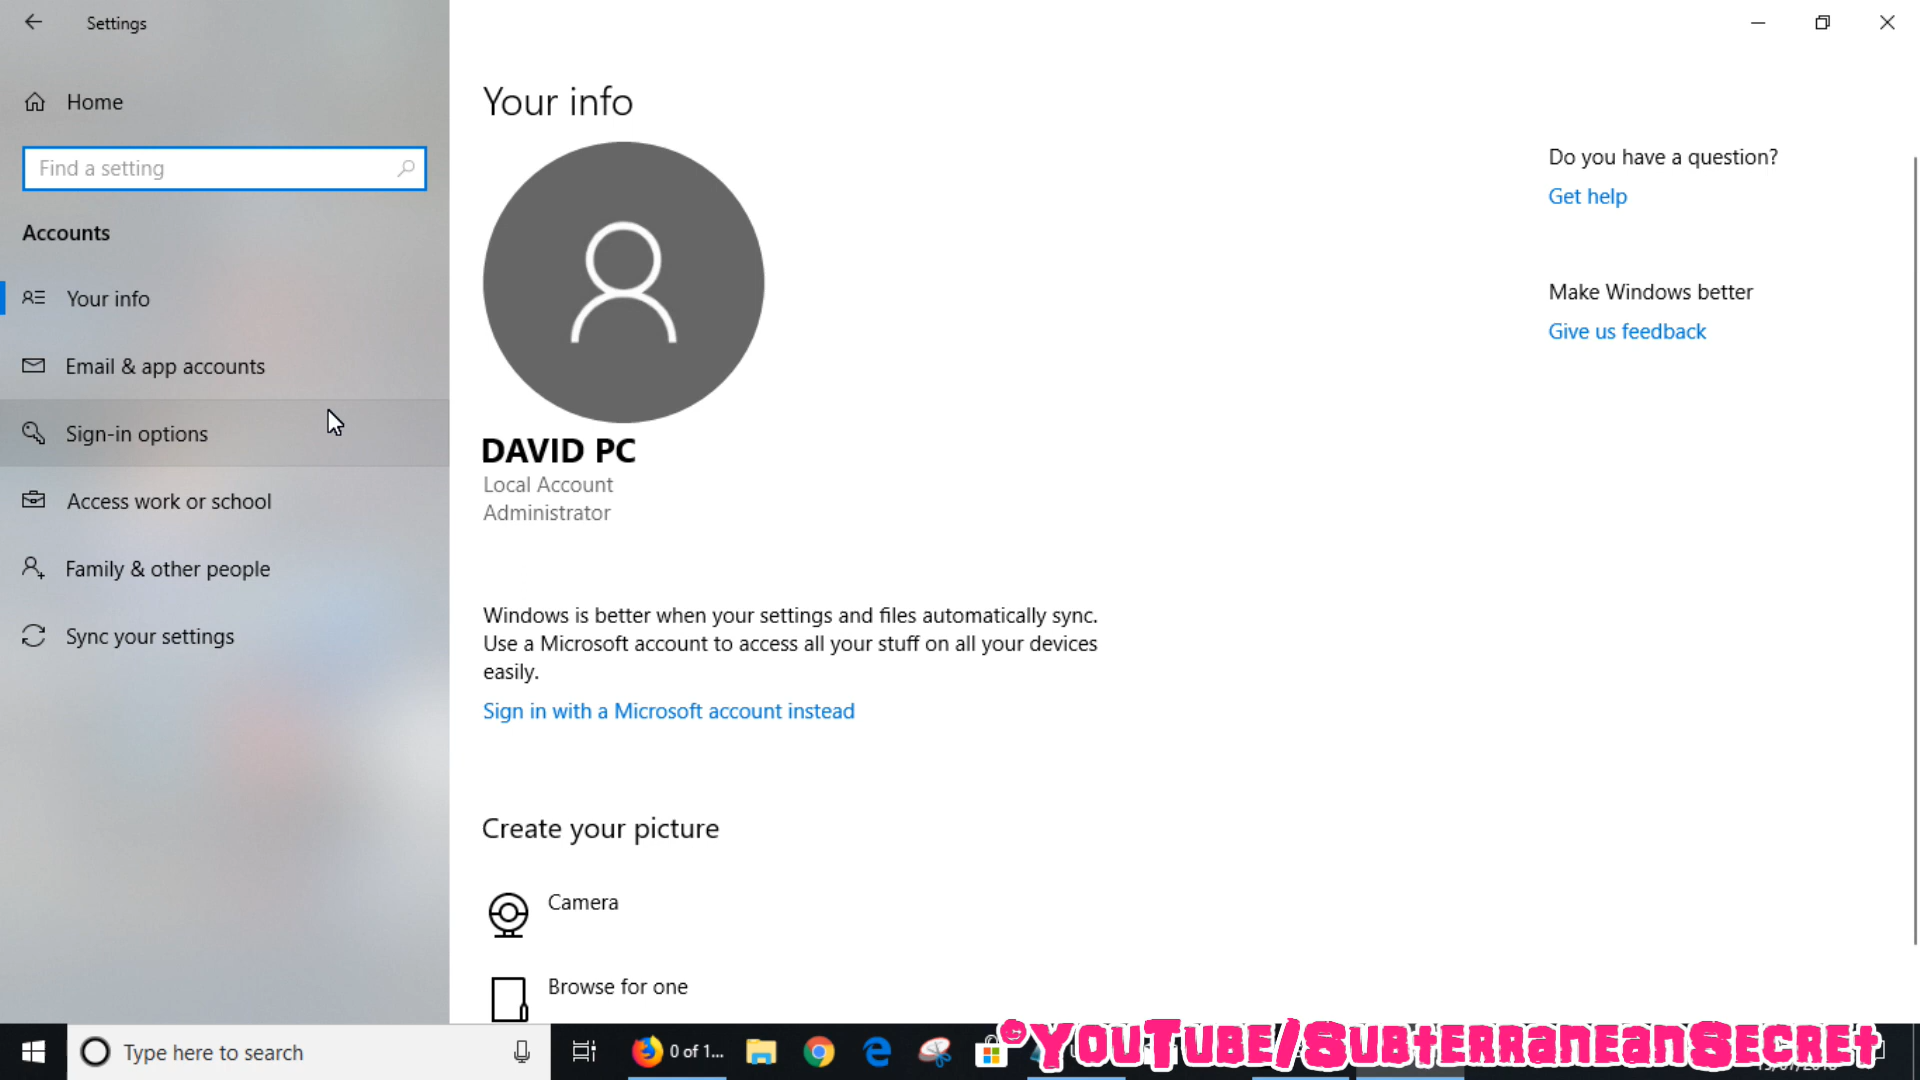 Settings
Home
Find a setting
Accounts
Your info
Email & app accounts
Sign-in options
Access work or school
Family & other people
Sync your settings
Your info
DAVID PC
Local Account
Administrator
Windows is better when your settings and files automatically sync.
Use a Microsoft account to access all your stuff on all your devices
easily.
Sign in with a Microsoft account instead
Create your picture
Camera
Browse for one
Do you have a question?
Get help
Make Windows better
Give us feedback
Type here to search
0 of 1...
©YouTube/SubterraneanSecret